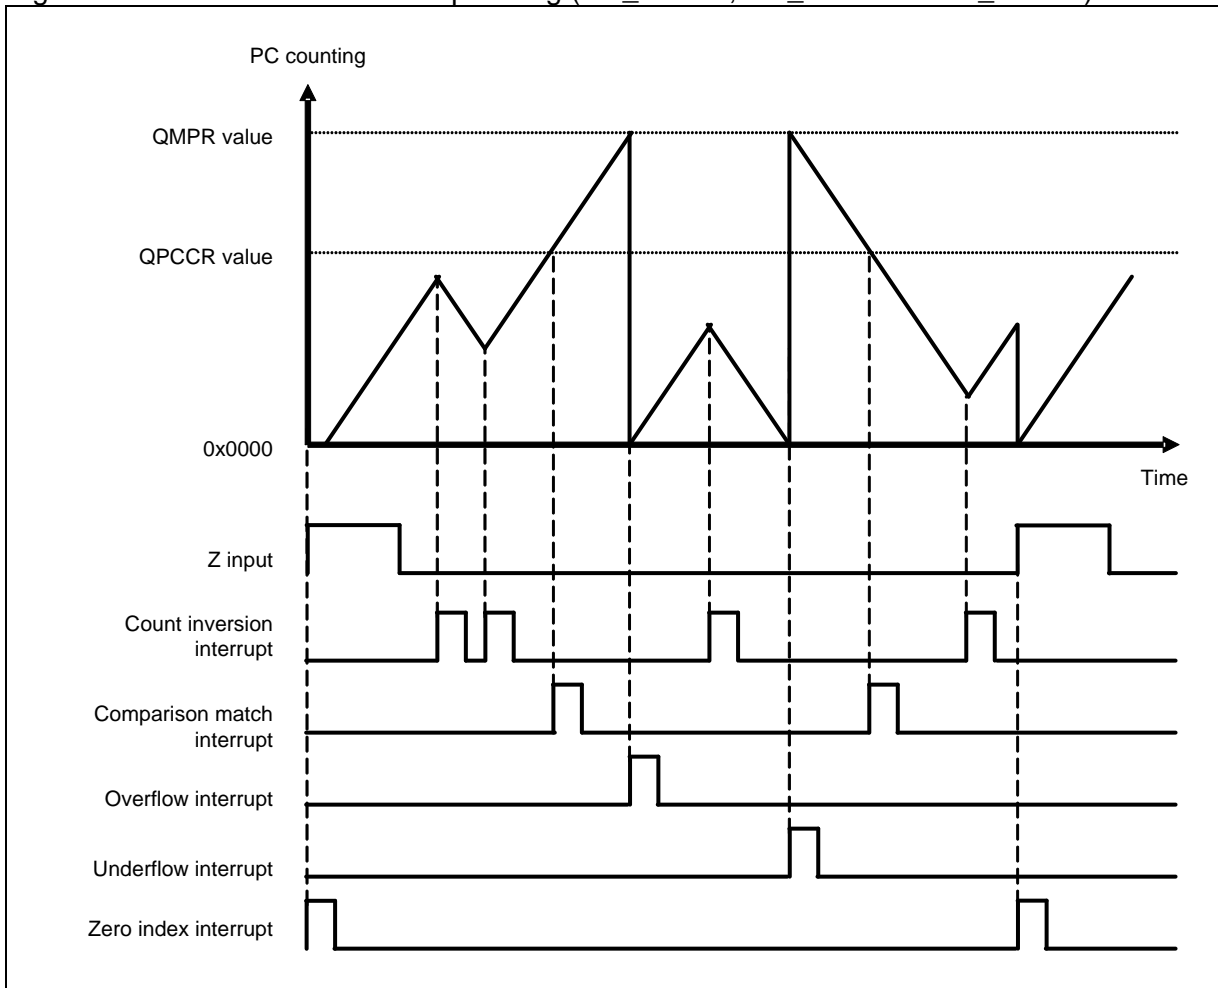 PC counting
QMPR value
QPCCR value
0x0000
Time
Z input
Count inversion
interrupt
Comparison match
interrupt
Overflow interrupt
Underflow interrupt
Zero index interrupt